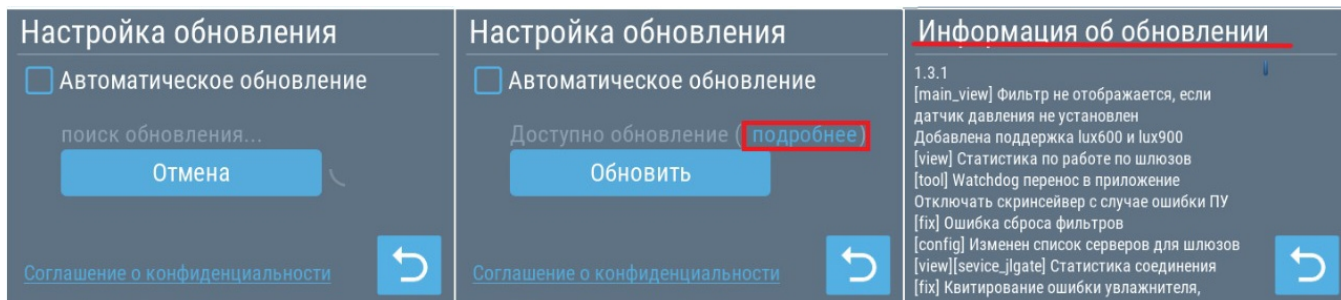 Настройка обновления
Автоматическое обновление
поиск обновления...
Отмена
Соглашение о конфиденциальности
Настройка обновления
Автоматическое обновление
Доступно обновление ( подробнее)
Обновить
Соглашение о конфиденциальности
Информация об обновлении
1.3.1
[main_view] Фильтр не отображается, если
датчик давления не установлен
Добавлена поддержка lux600 и lux900
[view] Статистика по работе по шлюзов
[tool] Watchdog перенос в приложение
Отключать скринсейвер с случае ошибки ПУ
[fix] Ошибка сброса фильтров
[config] Изменен список серверов для шлюзов
[view][sevice_jlgate] Статистика соединения
[fix] Квитирование ошибки увлажнителя,